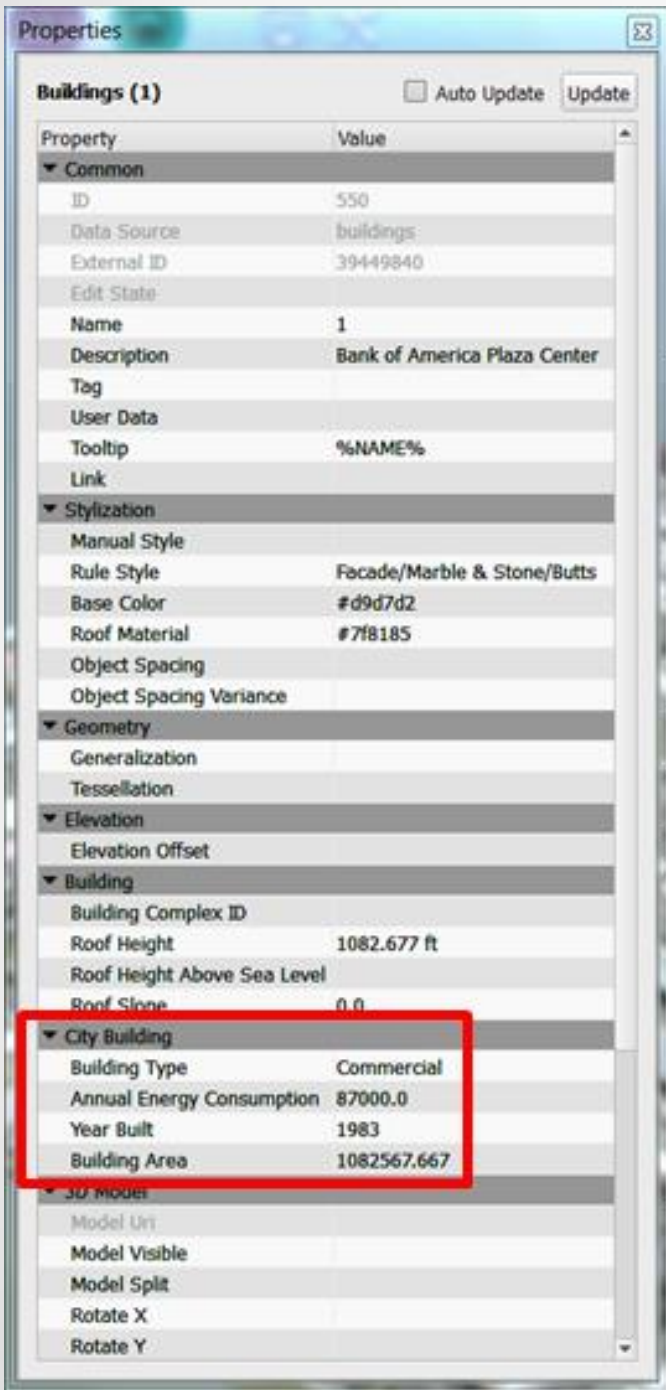 Properties
Buildings (1) Auto Update Update
Property Value
Common
ID 550
Data Source buildings
External ID 39449840
Edit State
Name 1
Description Bank of America Plaza Center
Tag
User Data
Tooltip %NAME%
Link
Stylization
Manual Style
Rule Style Facade/Marble & Stone/Butts
Base Color #d9d7d2
Roof Material #7f8185
Object Spacing
Object Spacing Variance
Geometry
Generalization
Tessellation
Elevation
Elevation Offset
Building
Building Complex ID
Roof Height 1082.677 ft
Roof Height Above Sea Level
Roof Slope 0.0
City Building
Building Type Commercial
Annual Energy Consumption 87000.0
Year Built 1983
Building Area 1082567.667
3D Model
Model Uri
Model Visible
Model Split
Rotate X
Rotate Y